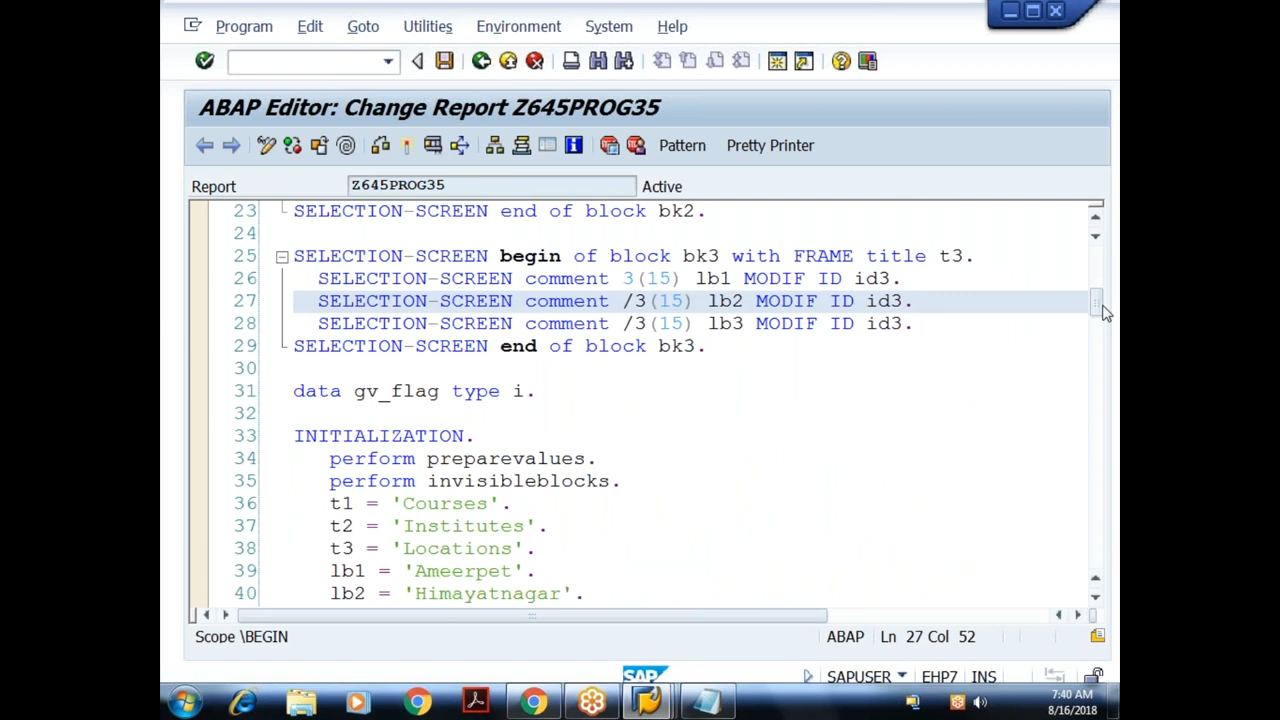 Program Edit Goto Utilities Environment System Help
ABAP Editor: Change Report Z645PROG35
Pattern Pretty Printer
Report Z645PROG35 Active
23 SELECTION-SCREEN end of block bk2.
24
25 SELECTION-SCREEN begin of block bk3 with FRAME title t3.
26 SELECTION-SCREEN comment 3(15) lb1 MODIF ID id3.
27 SELECTION-SCREEN comment /3(15) lb2 MODIF ID id3.
28 SELECTION-SCREEN comment /3(15) lb3 MODIF ID id3.
29 SELECTION-SCREEN end of block bk3.
30
31 data gv_flag type i.
32
33 INITIALIZATION.
34 perform preparevalues.
35 perform invisibleblocks.
36 t1 = 'Courses'.
37 t2 = 'Institutes'.
38 t3 = 'Locations'.
39 lb1 = 'Ameerpet'.
40 lb2 = 'Himayatnagar'.
Scope \BEGIN ABAP Ln 27 Col 52
SAP SAPUSER EHP7 INS
7:40 AM
8/16/2018